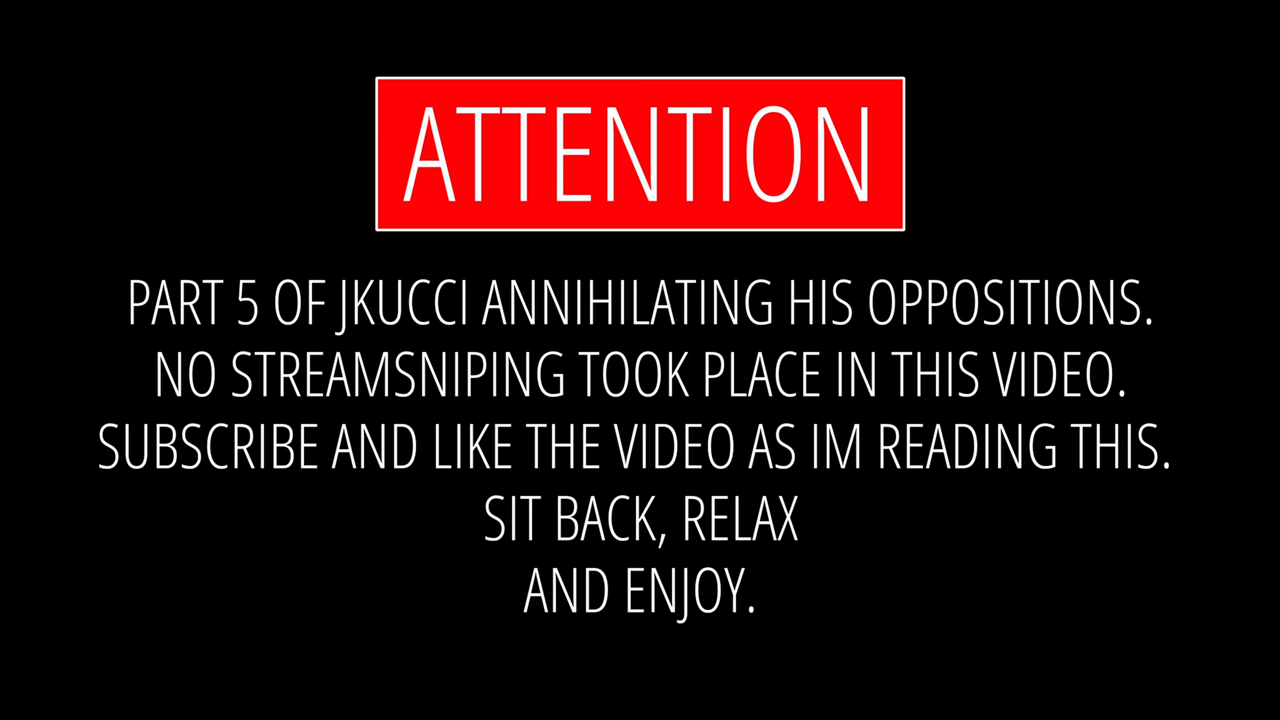 ATTENTION
PART 5 OF JKUCCI ANNIHILATING HIS OPPOSITIONS.
NO STREAMSNIPING TOOK PLACE IN THIS VIDEO.
SUBSCRIBE AND LIKE THE VIDEO AS IM READING THIS.
SIT BACK, RELAX
AND ENJOY.